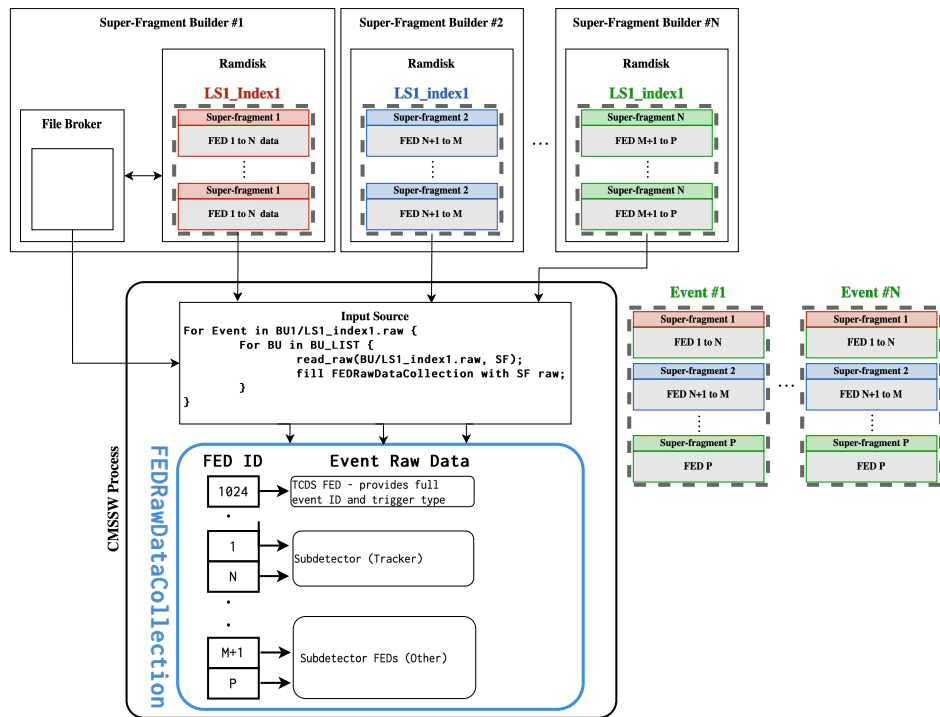 Super-Fragment Builder #1
Super-Fragment Builder #2
Super-Fragment Builder #N
Ramdisk
Ramdisk
Ramdisk
LS1_Index1
LS1_index1
LS1_index1
File Broker
Super-fragment 1
FED 1 to N data
Super-fragment 1
FED 1 to N data
Super-fragment 2
FED N+1 to M
Super-fragment 2
FED N+1 to M
...
Super-fragment N
FED M+1 to P
Super-fragment N
FED M+1 to P
CMSSW Process
Input Source
For Event in BU1/LS1_index1.raw {
For BU in BU_LIST {
read_raw(BU/LS1_index1.raw, SF);
fill FEDRawDataCollection with SF raw;
}
}
FEDRawDataCollection
FED ID
Event Raw Data
1024
TCDS FED - provides full
event ID and trigger type
1
N
Subdetector (Tracker)
M+1
P
Subdetector FEDs (Other)
Event #1
Super-fragment 1
FED 1 to N
Super-fragment 2
FED N+1 to M
Super-fragment P
FED P
...
Event #N
Super-fragment 1
FED 1 to N
Super-fragment 2
FED N+1 to M
Super-fragment P
FED P